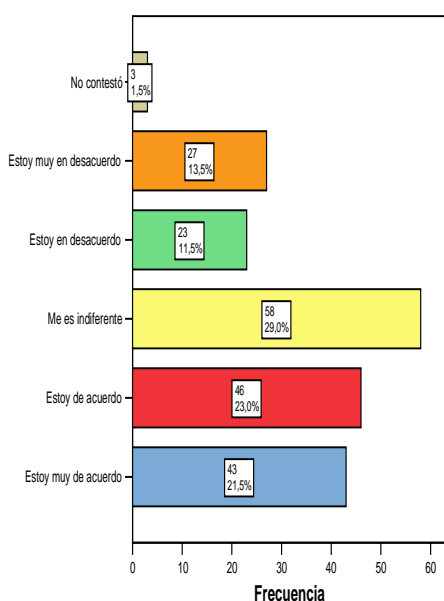 No contestó
3
1,5%
Estoy muy en desacuerdo
27
13,5%
Estoy en desacuerdo
23
11,5%
Me es indiferente
58
29,0%
Estoy de acuerdo
46
23,0%
Estoy muy de acuerdo
43
21,5%
0 10 20 30 40 50 60
Frecuencia